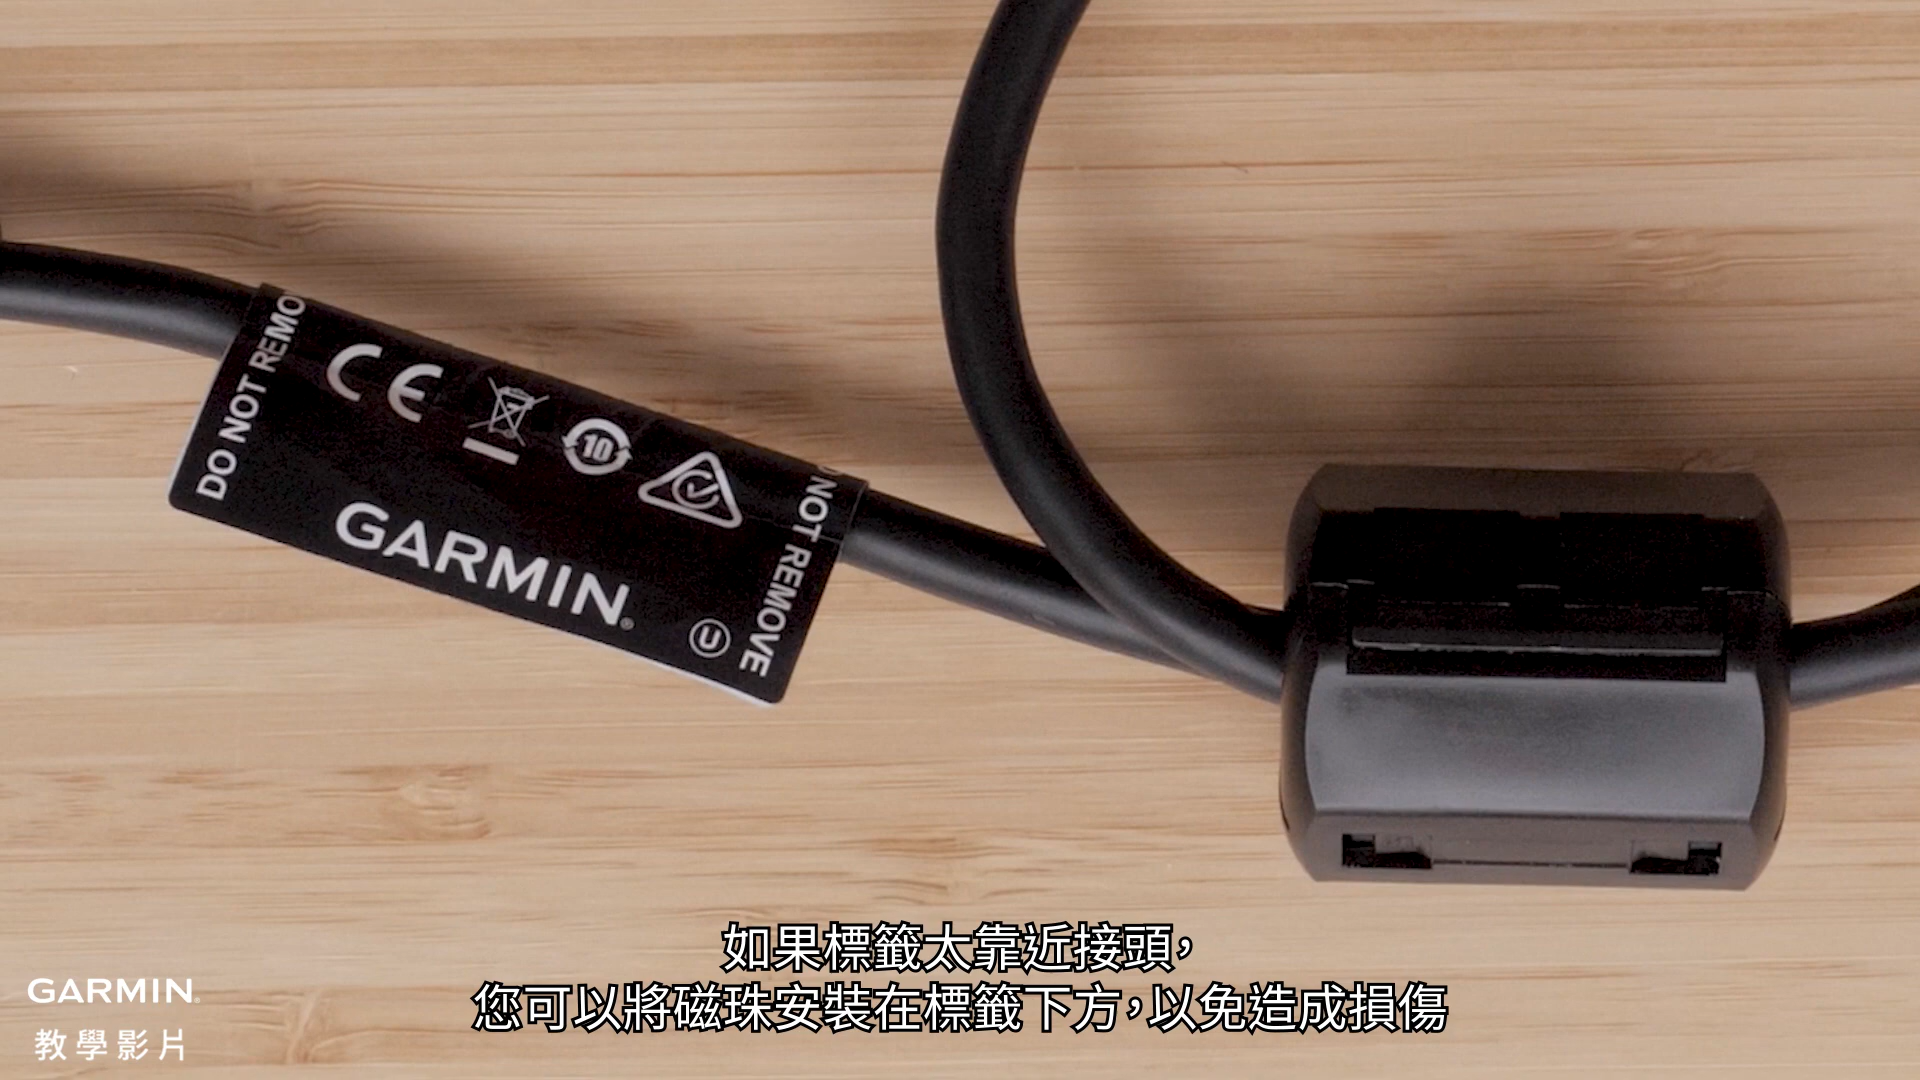 DO NOT REMO
CE
10
GARMIN®
U
NOT REMOVE
如果標籤太靠近接頭，
您可以將磁珠安裝在標籤下方，以免造成損傷
GARMIN®
教學影片